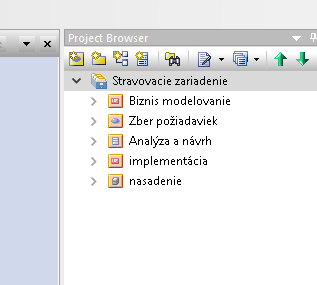 Project Browser
Stravovacie zariadenie
Biznis modelovanie
Zber požiadaviek
Analýza a návrh
implementácia
nasadenie